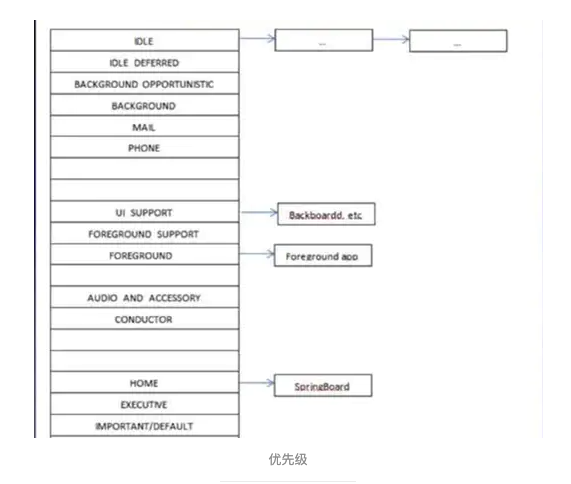 IDLE
...
...
IDLE DEFERRED
BACKGROUND OPPORTUNISTIC
BACKGROUND
MAIL
PHONE
UI SUPPORT
Backboardd, etc
FOREGROUND SUPPORT
FOREGROUND
Foreground app
AUDIO AND ACCESSORY
CONDUCTOR
HOME
SpringBoard
EXECUTIVE
IMPORTANT/DEFAULT
优先级